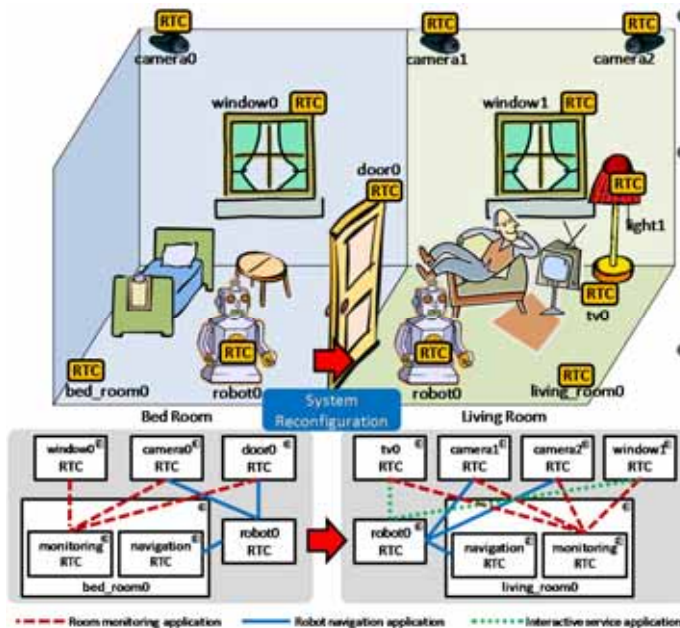 RTC RTC RTC
camera0 camera1 camera2
window0 RTC window1 RTC
door0
RTC RTC
light1
RTC
tv0
RTC RTC RTC RTC
bed_room0 robot0 robot0 living_room0
Bed Room System Reconfiguration Living Room
window0 RTC
camera0 RTC
door0 RTC
monitoring RTC
navigation RTC
robot0 RTC
bed_room0
tv0 RTC
camera1 RTC
camera2 RTC
window1 RTC
robot0 RTC
navigation RTC
monitoring RTC
living_room0
Room monitoring application Robot navigation application Interactive service application